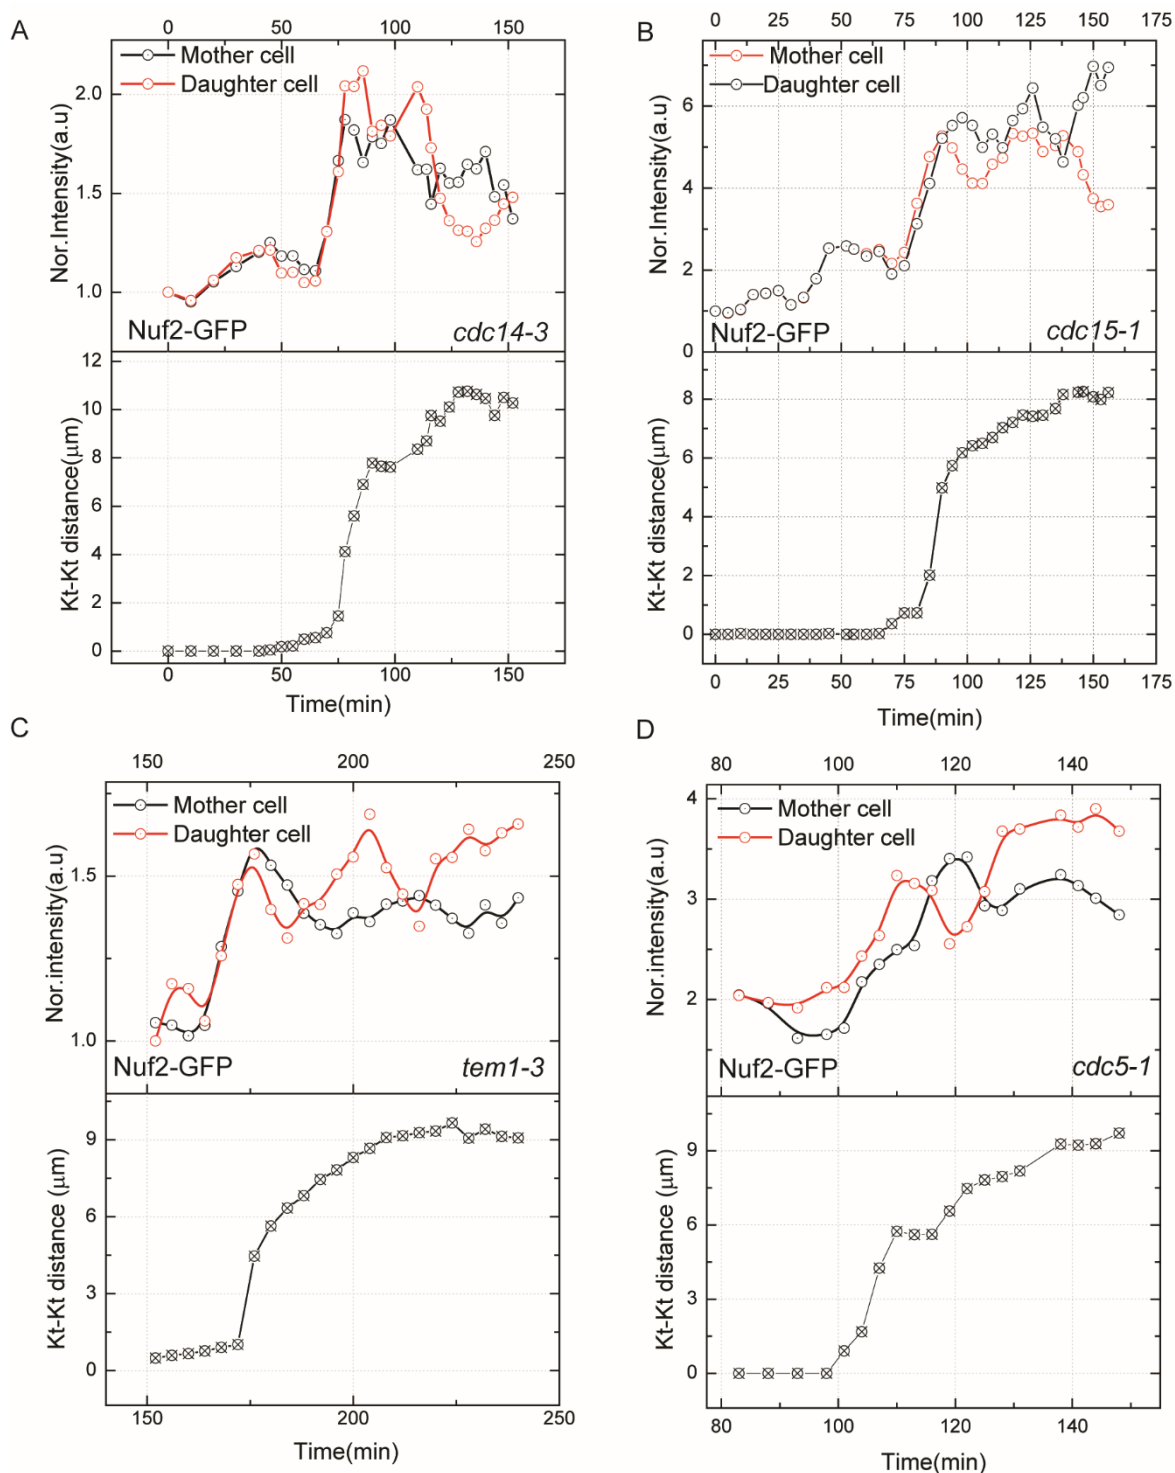 A
0 50 100 150
Mother cell
Daughter cell
2.0
1.5
1.0
Nor.Intensity(a.u)
Nuf2-GFP
cdc14-3
12
10
8
6
4
2
0
Kt-Kt distance(μm)
0 50 100 150
Time(min)
B
0 25 50 75 100 125 150 175
Mother cell
Daughter cell
6
4
2
0
Nor.Intensity(a.u)
Nuf2-GFP
cdc15-1
8
6
4
2
0
Kt-Kt distance(μm)
0 25 50 75 100 125 150 175
Time(min)
C
150 200 250
Mother cell
Daughter cell
1.5
1.0
Nor.intensity(a.u)
Nuf2-GFP
tem1-3
9
6
3
0
Kt-Kt distance (μm)
150 200 250
Time(min)
D
80 100 120 140
Mother cell
Daughter cell
4
3
2
Nor.intensity(a.u)
Nuf2-GFP
cdc5-1
9
6
3
0
Kt-Kt distance (μm)
80 100 120 140
Time(min)